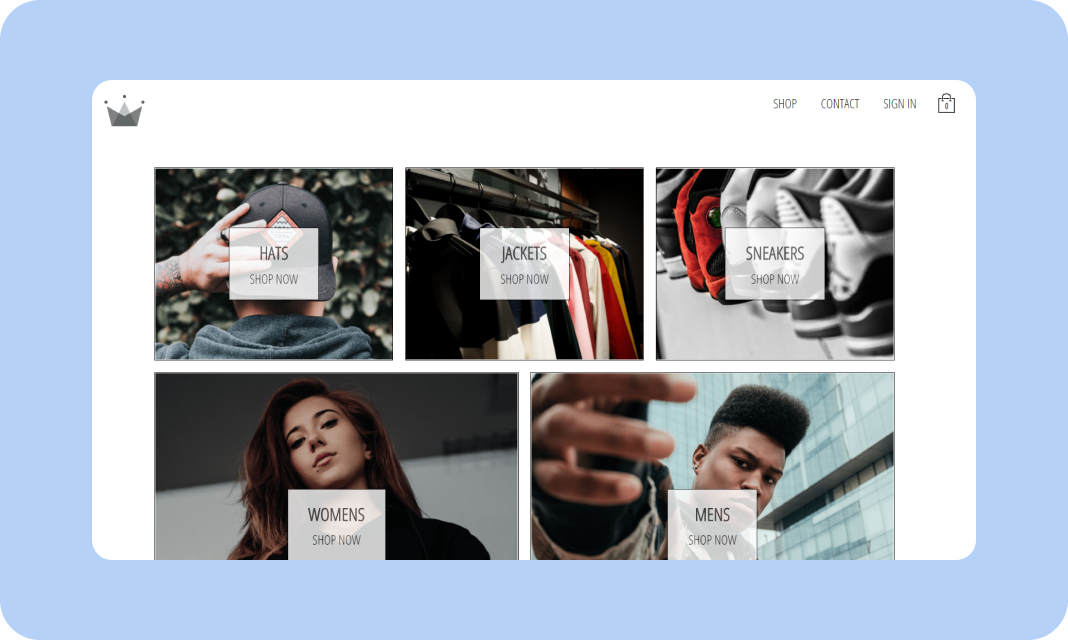 SHOP
CONTACT
SIGN IN
0
HATS
SHOP NOW
JACKETS
SHOP NOW
SNEAKERS
SHOP NOW
WOMENS
SHOP NOW
MENS
SHOP NOW